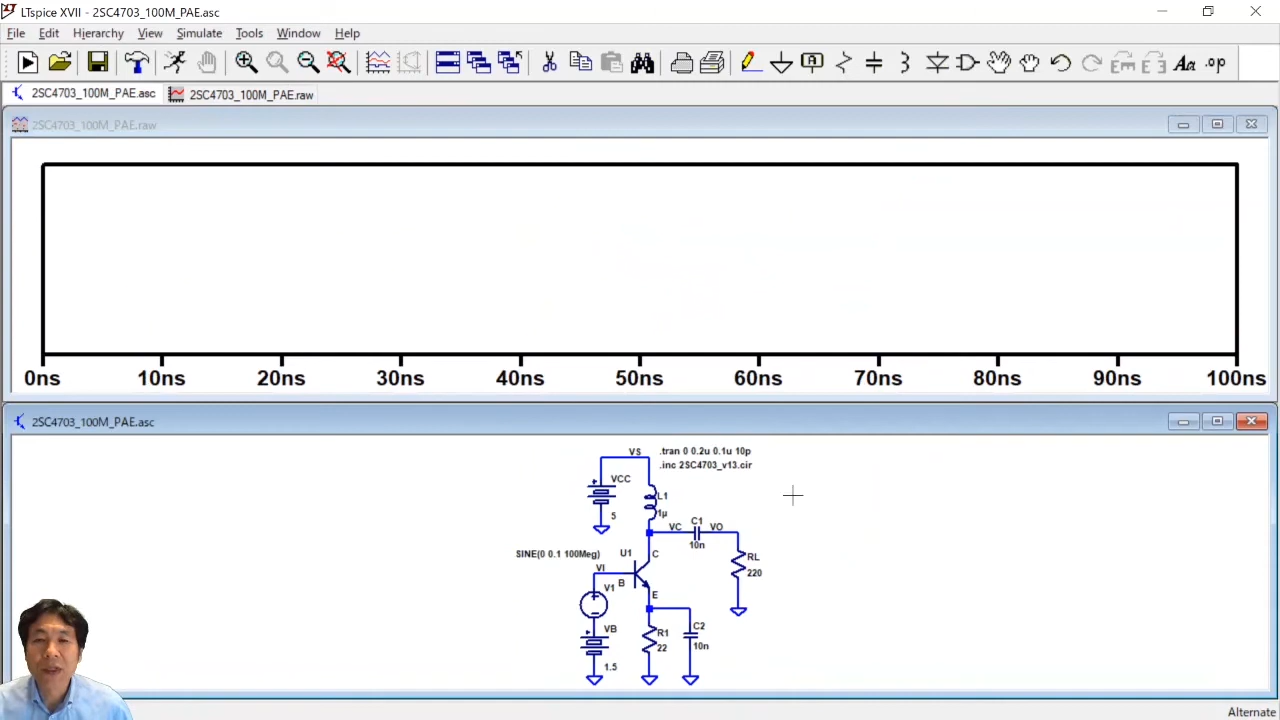 LTspice XVII - 2SC4703_100M_PAE.asc
File Edit Hierarchy View Simulate Tools Window Help
Aa .op
2SC4703_100M_PAE.asc 2SC4703_100M_PAE.raw
2SC4703_100M_PAE.raw
0ns 10ns 20ns 30ns 40ns 50ns 60ns 70ns 80ns 90ns 100ns
2SC4703_100M_PAE.asc
VS .tran 0 0.2u 0.1u 10p
.inc 2SC4703_v13.cir
VCC
L1
5 1µ
C1
VC VO
10n
SINE(0 0.1 100Meg) U1 C
RL
VI
220
V1 B
E
VB C2
R1
22 10n
1.5
Alternate